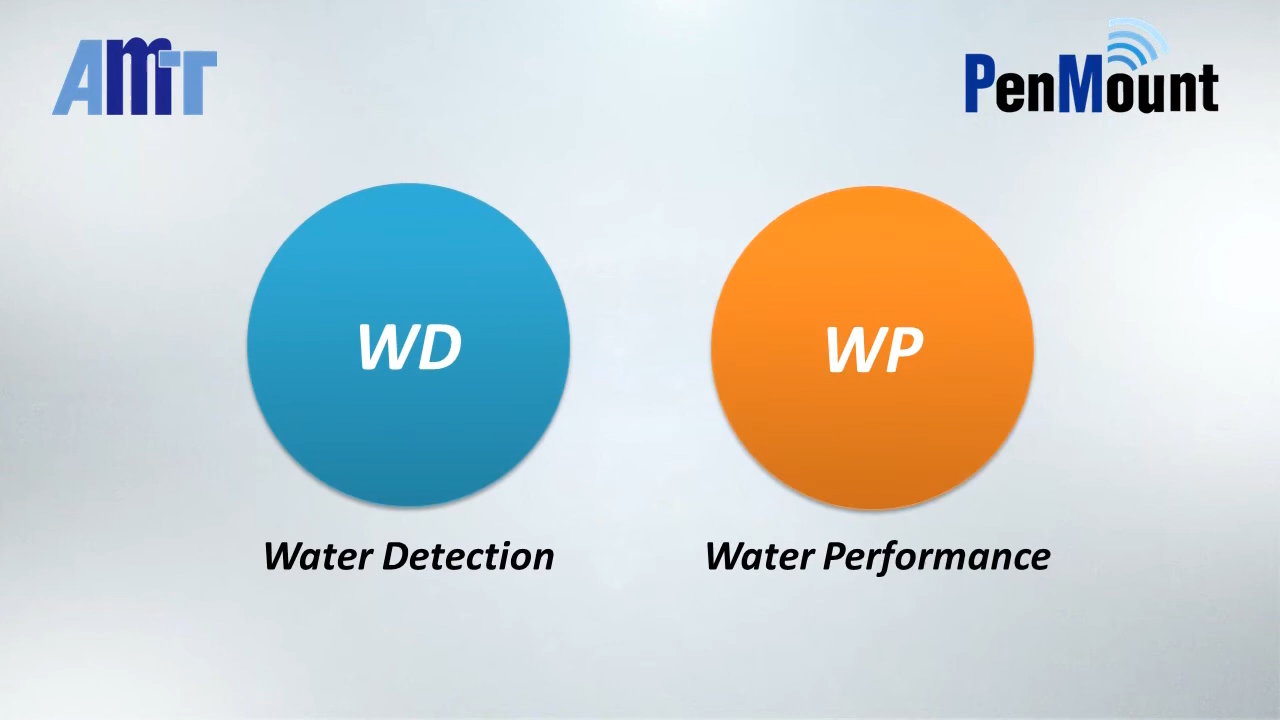 AMT
PenMount
WD
WP
Water Detection
Water Performance